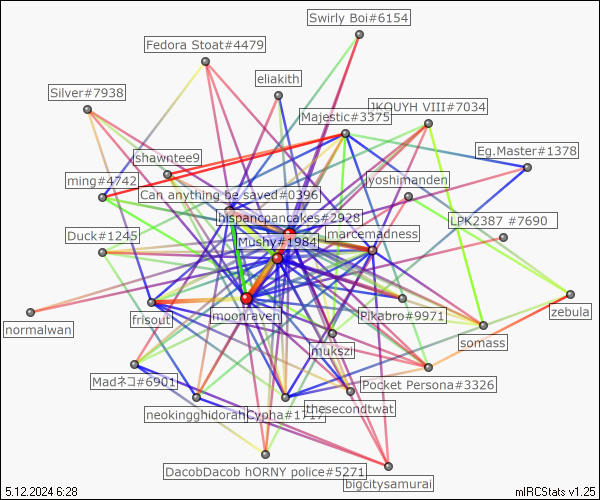 Swirly Boi#6154
Fedora Stoat#4479
eliakith
Silver#7938
JKOUYH VIII#7034
Majestic#3375
Eg.Master#1378
shawntee9
ming#4742
yoshimanden
Can anything be saved#0396
hispancpancakes#2928
LPK2387 #7690
Duck#1245
Mushy#1984
marcemadness
zebula
normalwan
frisout
moonraven
Pikabro#9971
somass
mukszi
Madネコ#6901
Pocket Persona#3326
neokingghidorah
Cypha#1717
thesecondtwat
DacobDacob hORNY police#5271
bigcitysamurai
5.12.2024 6:28
mIRCStats v1.25